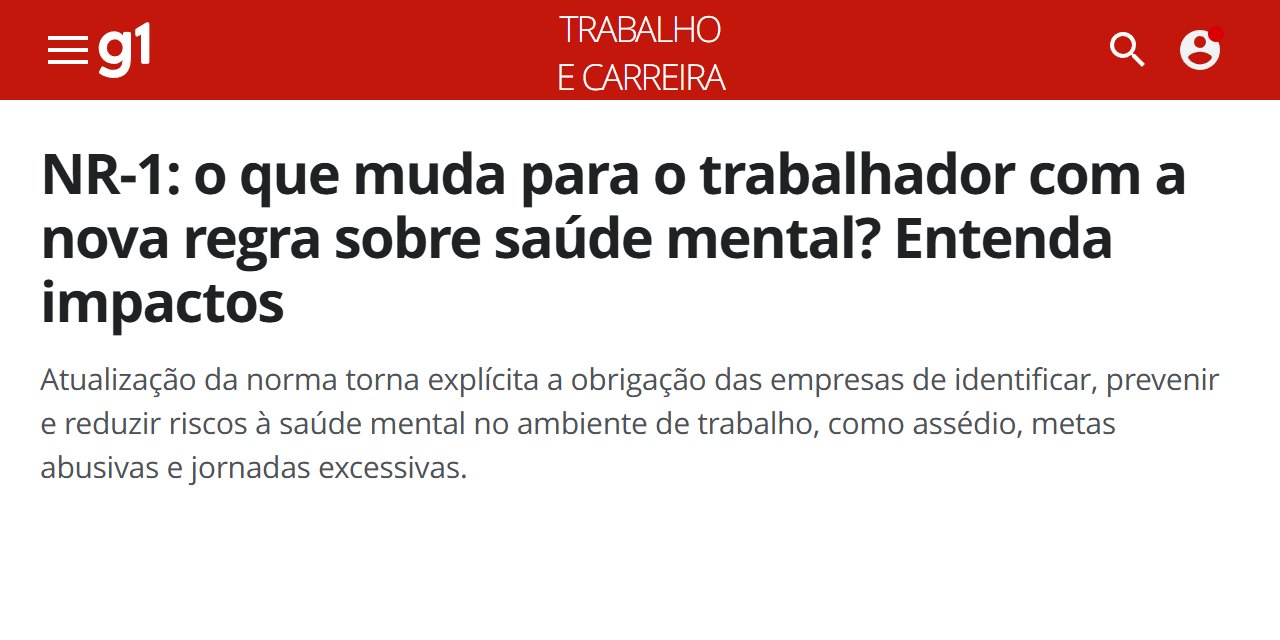 g1
TRABALHO
E CARREIRA
NR-1: o que muda para o trabalhador com a
nova regra sobre saúde mental? Entenda
impactos
Atualização da norma torna explícita a obrigação das empresas de identificar, prevenir
e reduzir riscos à saúde mental no ambiente de trabalho, como assédio, metas
abusivas e jornadas excessivas.